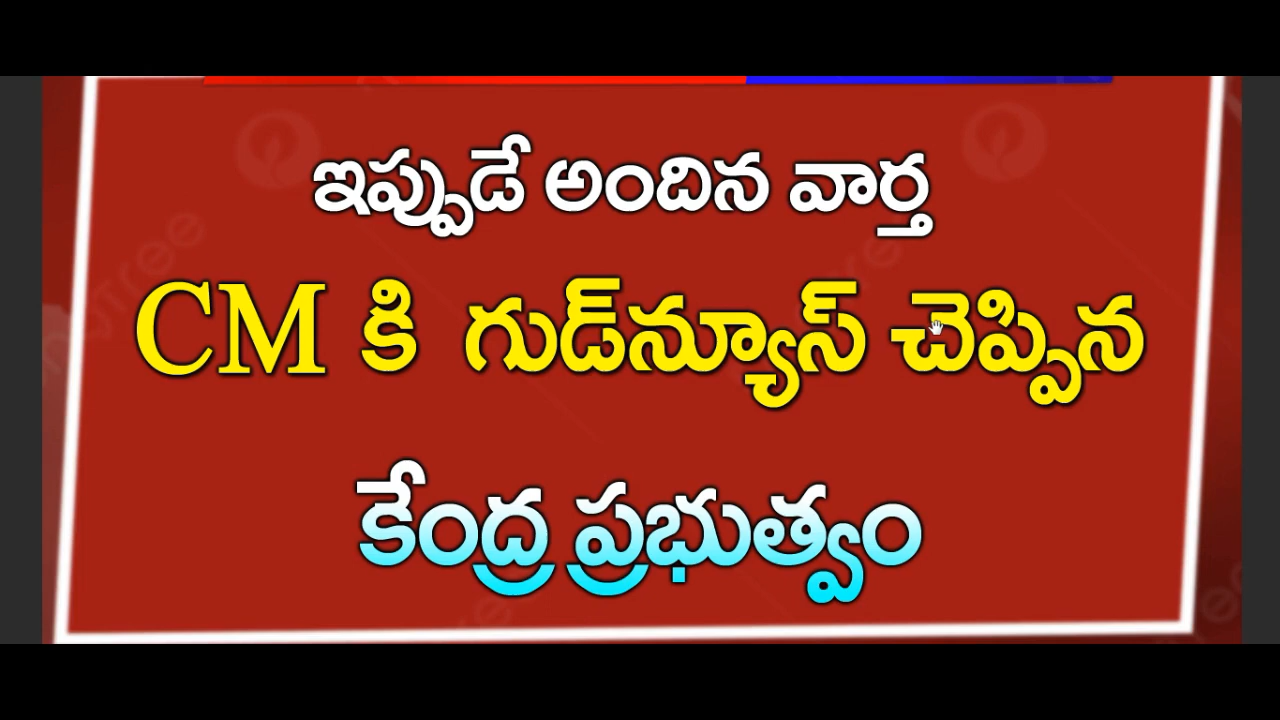 ఇప్పుడే అందిన వార్త
CM కి గుడ్‌న్యూస్ చెప్పిన
కేంద్ర ప్రభుత్వం